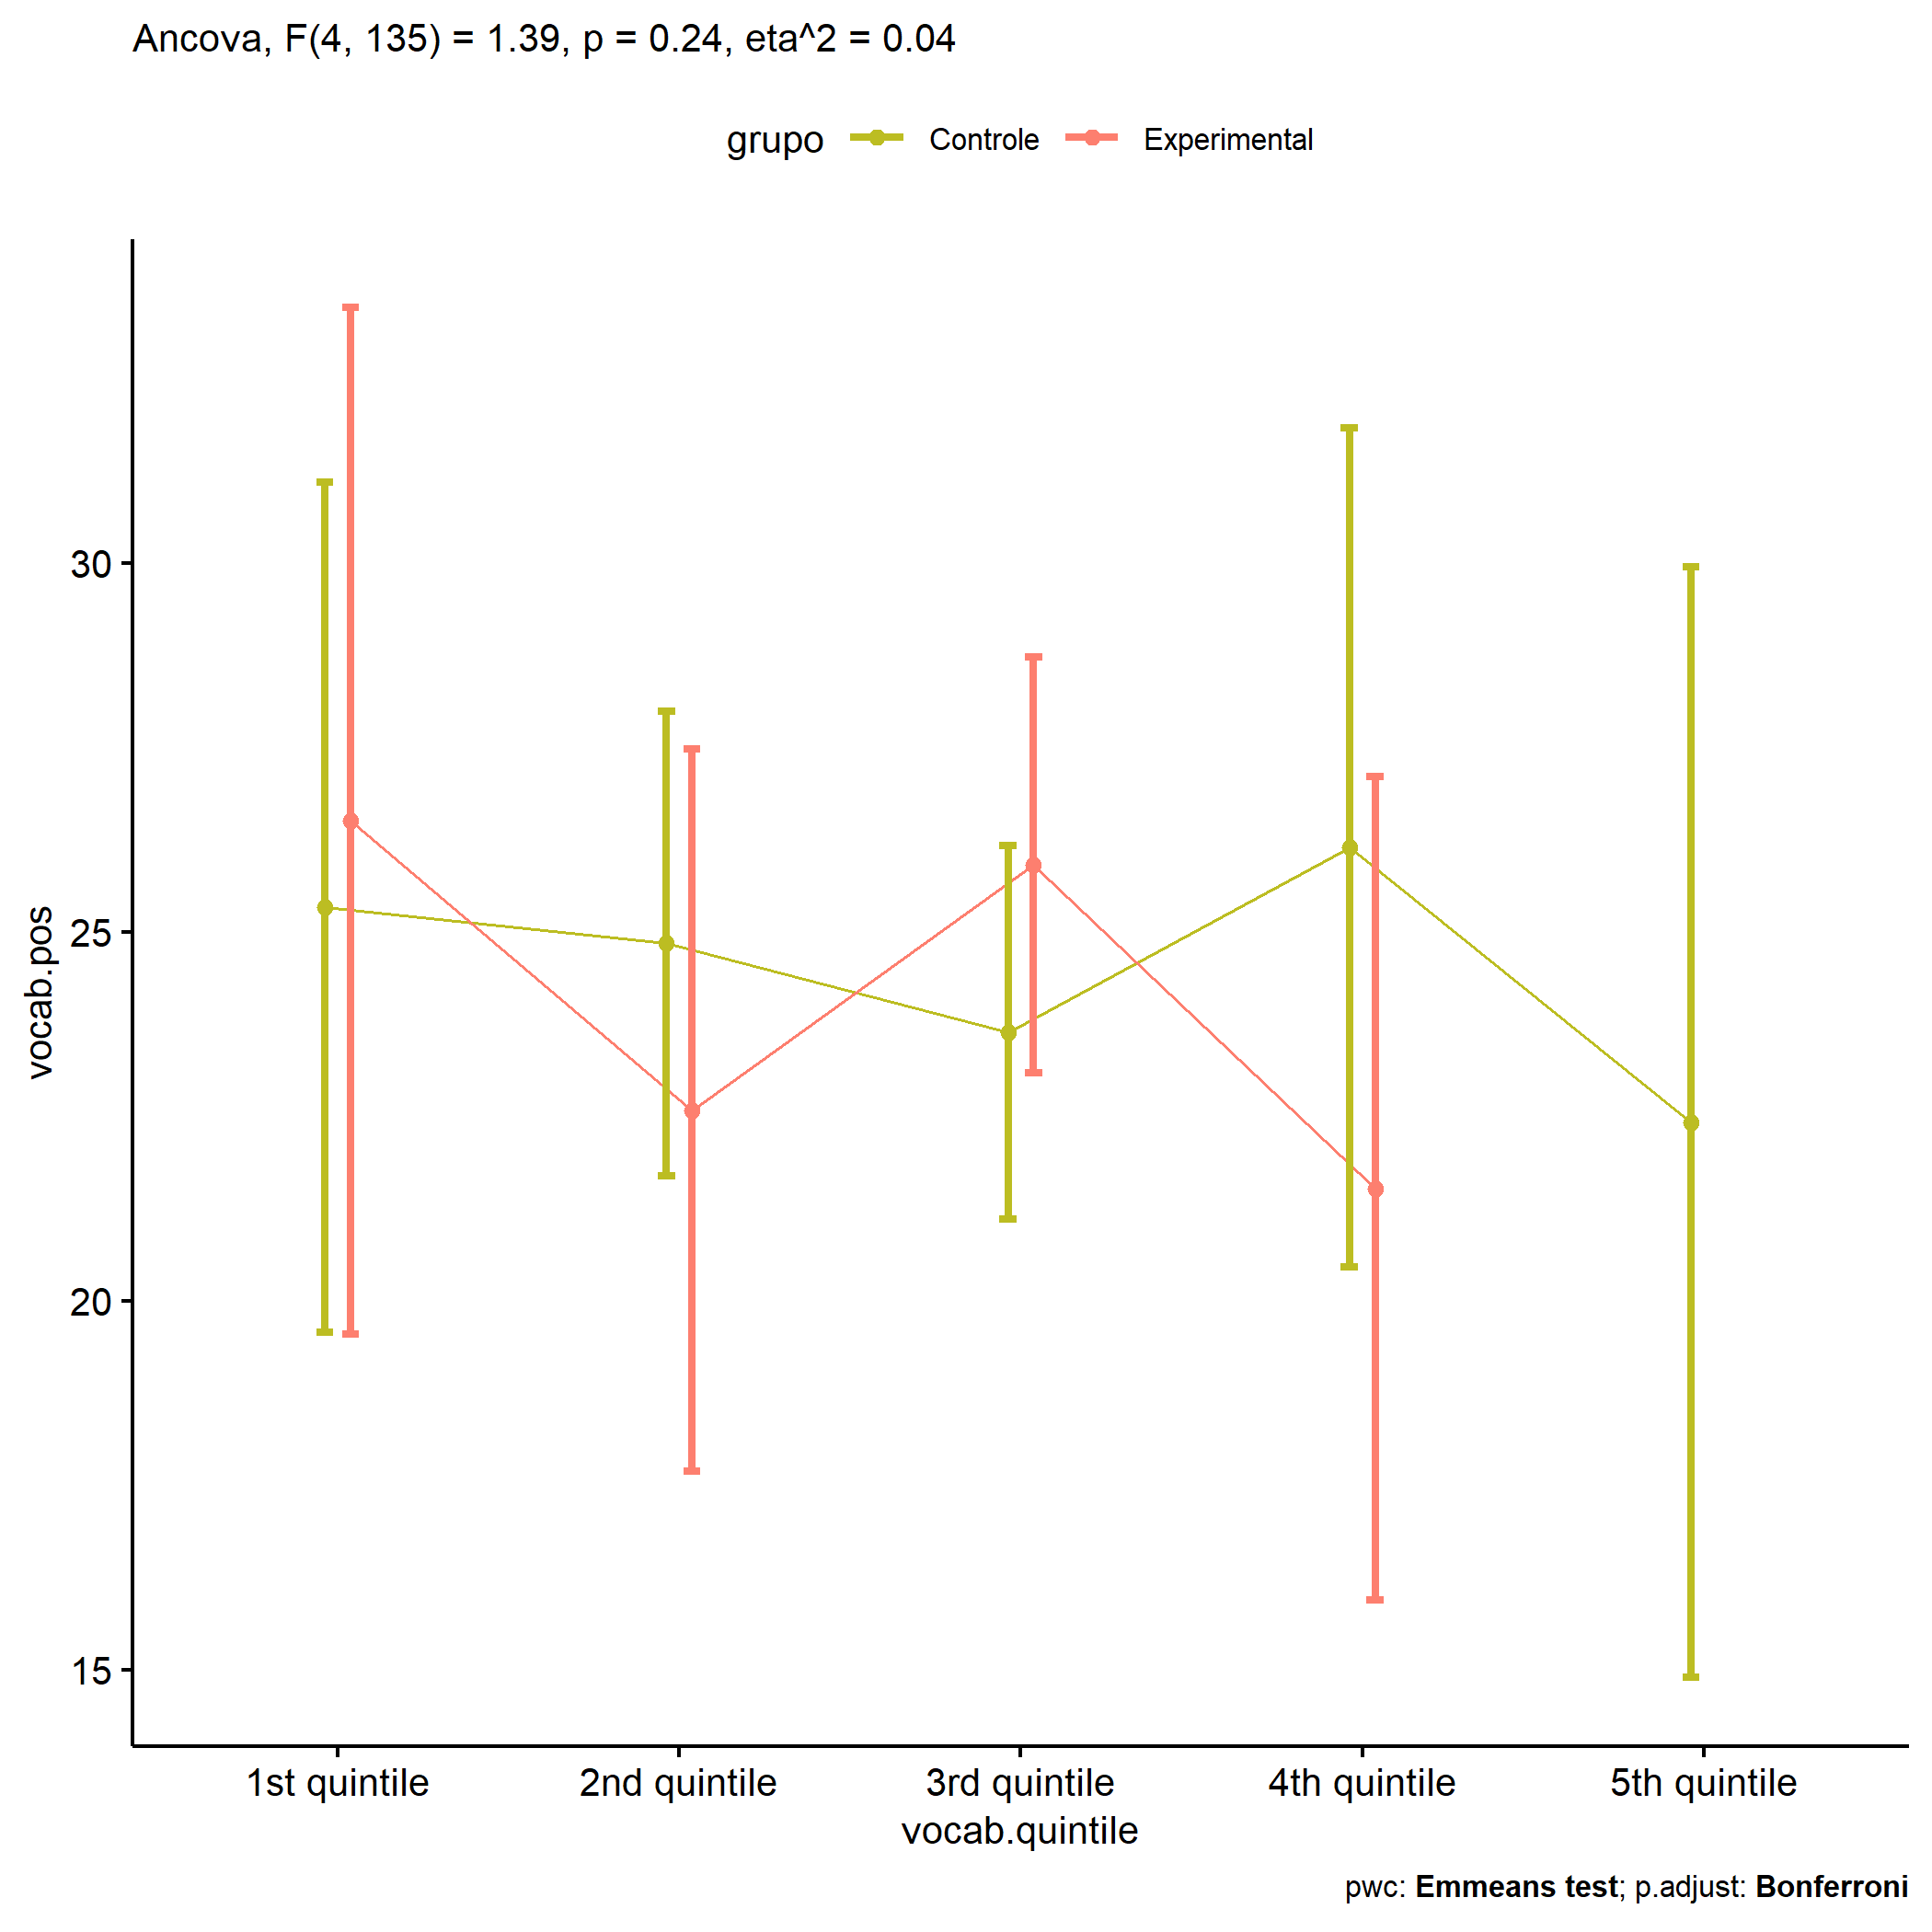 Ancova, F(4, 135) = 1.39, p = 0.24, eta^2 = 0.04
grupo Controle Experimental
vocab.pos
30
25
20
15
1st quintile 2nd quintile 3rd quintile 4th quintile 5th quintile
vocab.quintile
pwc: Emmeans test; p.adjust: Bonferroni